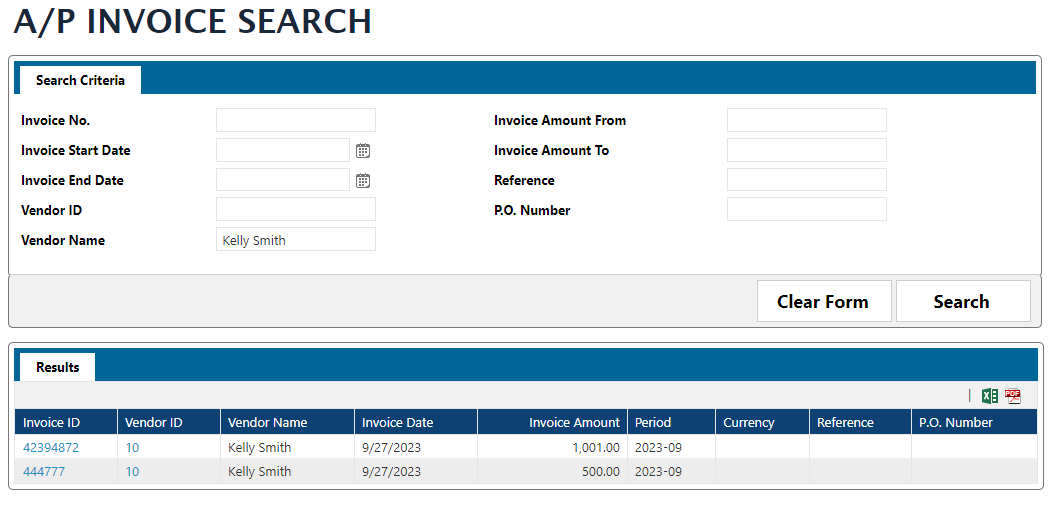 A/P INVOICE SEARCH
Search Criteria
Invoice No.
Invoice Amount From
Invoice Start Date
Invoice Amount To
Invoice End Date
Reference
Vendor ID
P.O. Number
Vendor Name Kelly Smith
Clear Form Search
Results
PDF
Invoice ID Vendor ID Vendor Name Invoice Date Invoice Amount Period Currency Reference P.O. Number
42394872 10 Kelly Smith 9/27/2023 1,001.00 2023-09
444777 10 Kelly Smith 9/27/2023 500.00 2023-09